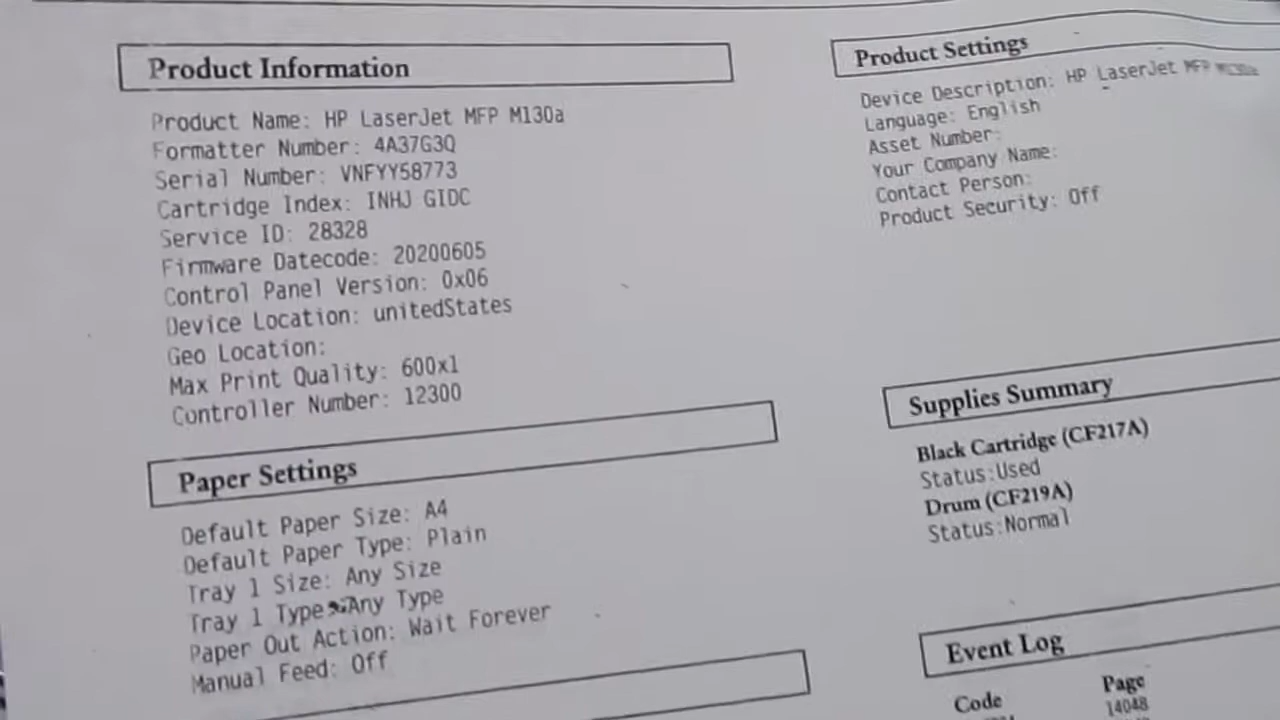 Product Information
Product Name: HP LaserJet MFP M130a
Formatter Number: 4A37G3Q
Serial Number: VNFYY58773
Cartridge Index: INHJ GIDC
Service ID: 28328
Firmware Datecode: 20200605
Control Panel Version: 0x06
Device Location: unitedStates
Geo Location:
Max Print Quality: 600x1
Controller Number: 12300
Paper Settings
Default Paper Size: A4
Default Paper Type: Plain
Tray 1 Size: Any Size
Tray 1 Type: Any Type
Paper Out Action: Wait Forever
Manual Feed: Off
Product Settings
Device Description: HP LaserJet MFP
Language: English
Asset Number:
Your Company Name:
Contact Person:
Product Security: Off
Supplies Summary
Black Cartridge (CF217A)
Status:Used
Drum (CF219A)
Status:Normal
Event Log
Code Page
14048